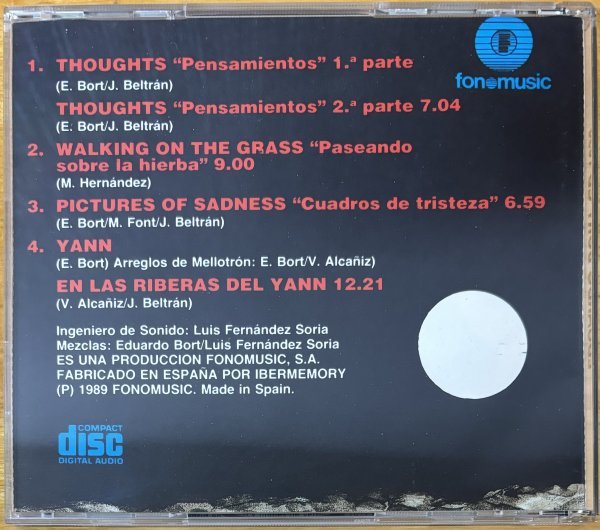 fonomusic
1. THOUGHTS “Pensamientos” 1.ª parte
(E. Bort/J. Beltrán)
THOUGHTS “Pensamientos” 2.ª parte 7.04
(E. Bort/J. Beltrán)
2. WALKING ON THE GRASS “Paseando
sobre la hierba” 9.00
(M. Hernández)
3. PICTURES OF SADNESS “Cuadros de tristeza” 6.59
(E. Bort/M. Font/J. Beltrán)
4. YANN
(E. Bort) Arreglos de Mellotrón: E. Bort/V. Alcañiz)
EN LAS RIBERAS DEL YANN 12.21
(V. Alcañiz/J. Beltrán)
Ingeniero de Sonido: Luis Fernández Soria
Mezclas: Eduardo Bort/Luis Fernández Soria
ES UNA PRODUCCION FONOMUSIC, S.A.
FABRICADO EN ESPAÑA POR IBERMEMORY
(P) 1989 FONOMUSIC. Made in Spain.
COMPACT
disc
DIGITAL AUDIO